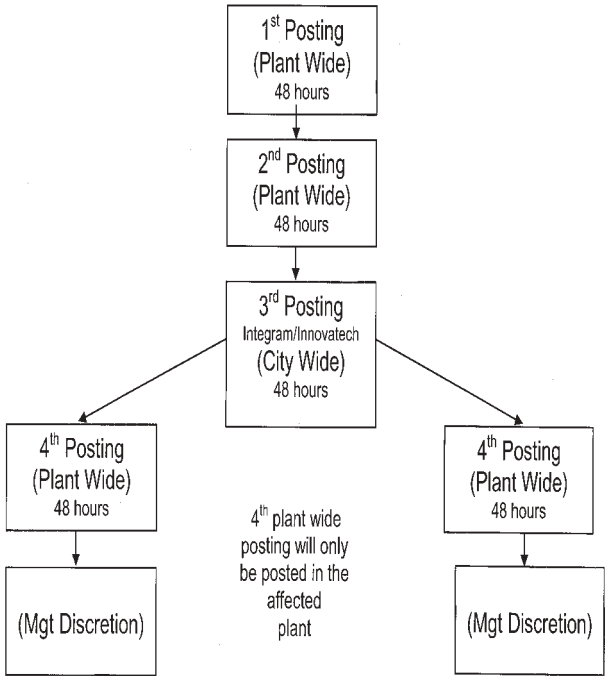 1st Posting
(Plant Wide)
48 hours
2nd Posting
(Plant Wide)
48 hours
3rd Posting
Integram/Innovatech
(City Wide)
48 hours
4th Posting
(Plant Wide)
48 hours
4th Posting
(Plant Wide)
48 hours
4th plant wide
posting will only
be posted in the
affected
plant
(Mgt Discretion)
(Mgt Discretion)